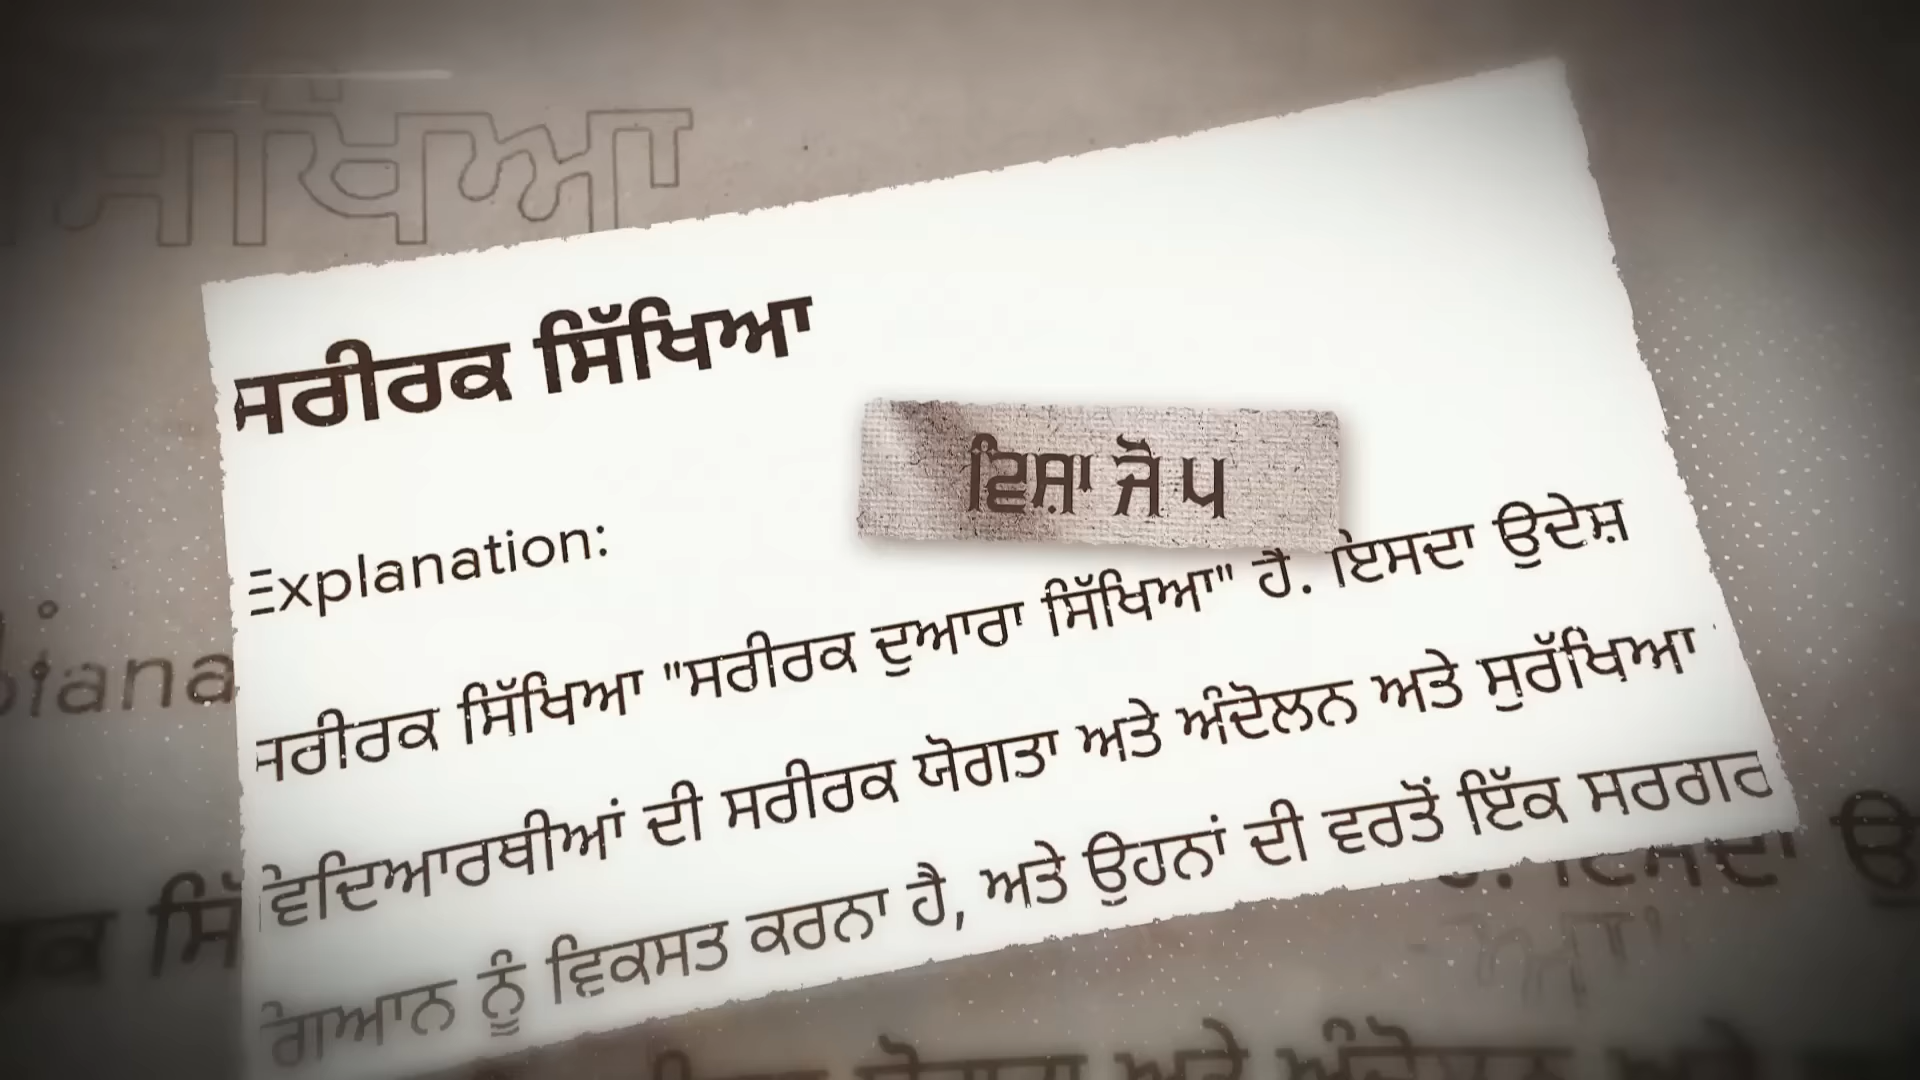 ਸਿੱਖਿਆ
ਸਰੀਰਕ ਸਿੱਖਿਆ
ਵਿਸ਼ਾ ਜੋ ਪ
Explanation:
ਸਰੀਰਕ ਸਿੱਖਿਆ "ਸਰੀਰਕ ਦੁਆਰਾ ਸਿੱਖਿਆ" ਹੈ. ਇਸਦਾ ਉਦੇਸ਼
ਵਿਦਿਆਰਥੀਆਂ ਦੀ ਸਰੀਰਕ ਯੋਗਤਾ ਅਤੇ ਅੰਦੋਲਨ ਅਤੇ ਸੁਰੱਖਿਆ
ਗਿਆਨ ਨੂੰ ਵਿਕਸਤ ਕਰਨਾ ਹੈ, ਅਤੇ ਉਹਨਾਂ ਦੀ ਵਰਤੋਂ ਇੱਕ ਸਰਗਰ